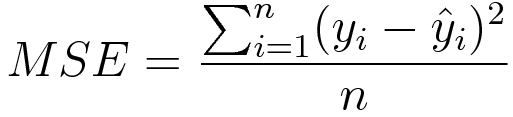 MSE = \frac{\sum_{i=1}^{n}(y_i - \hat{y}_i)^2}{n}